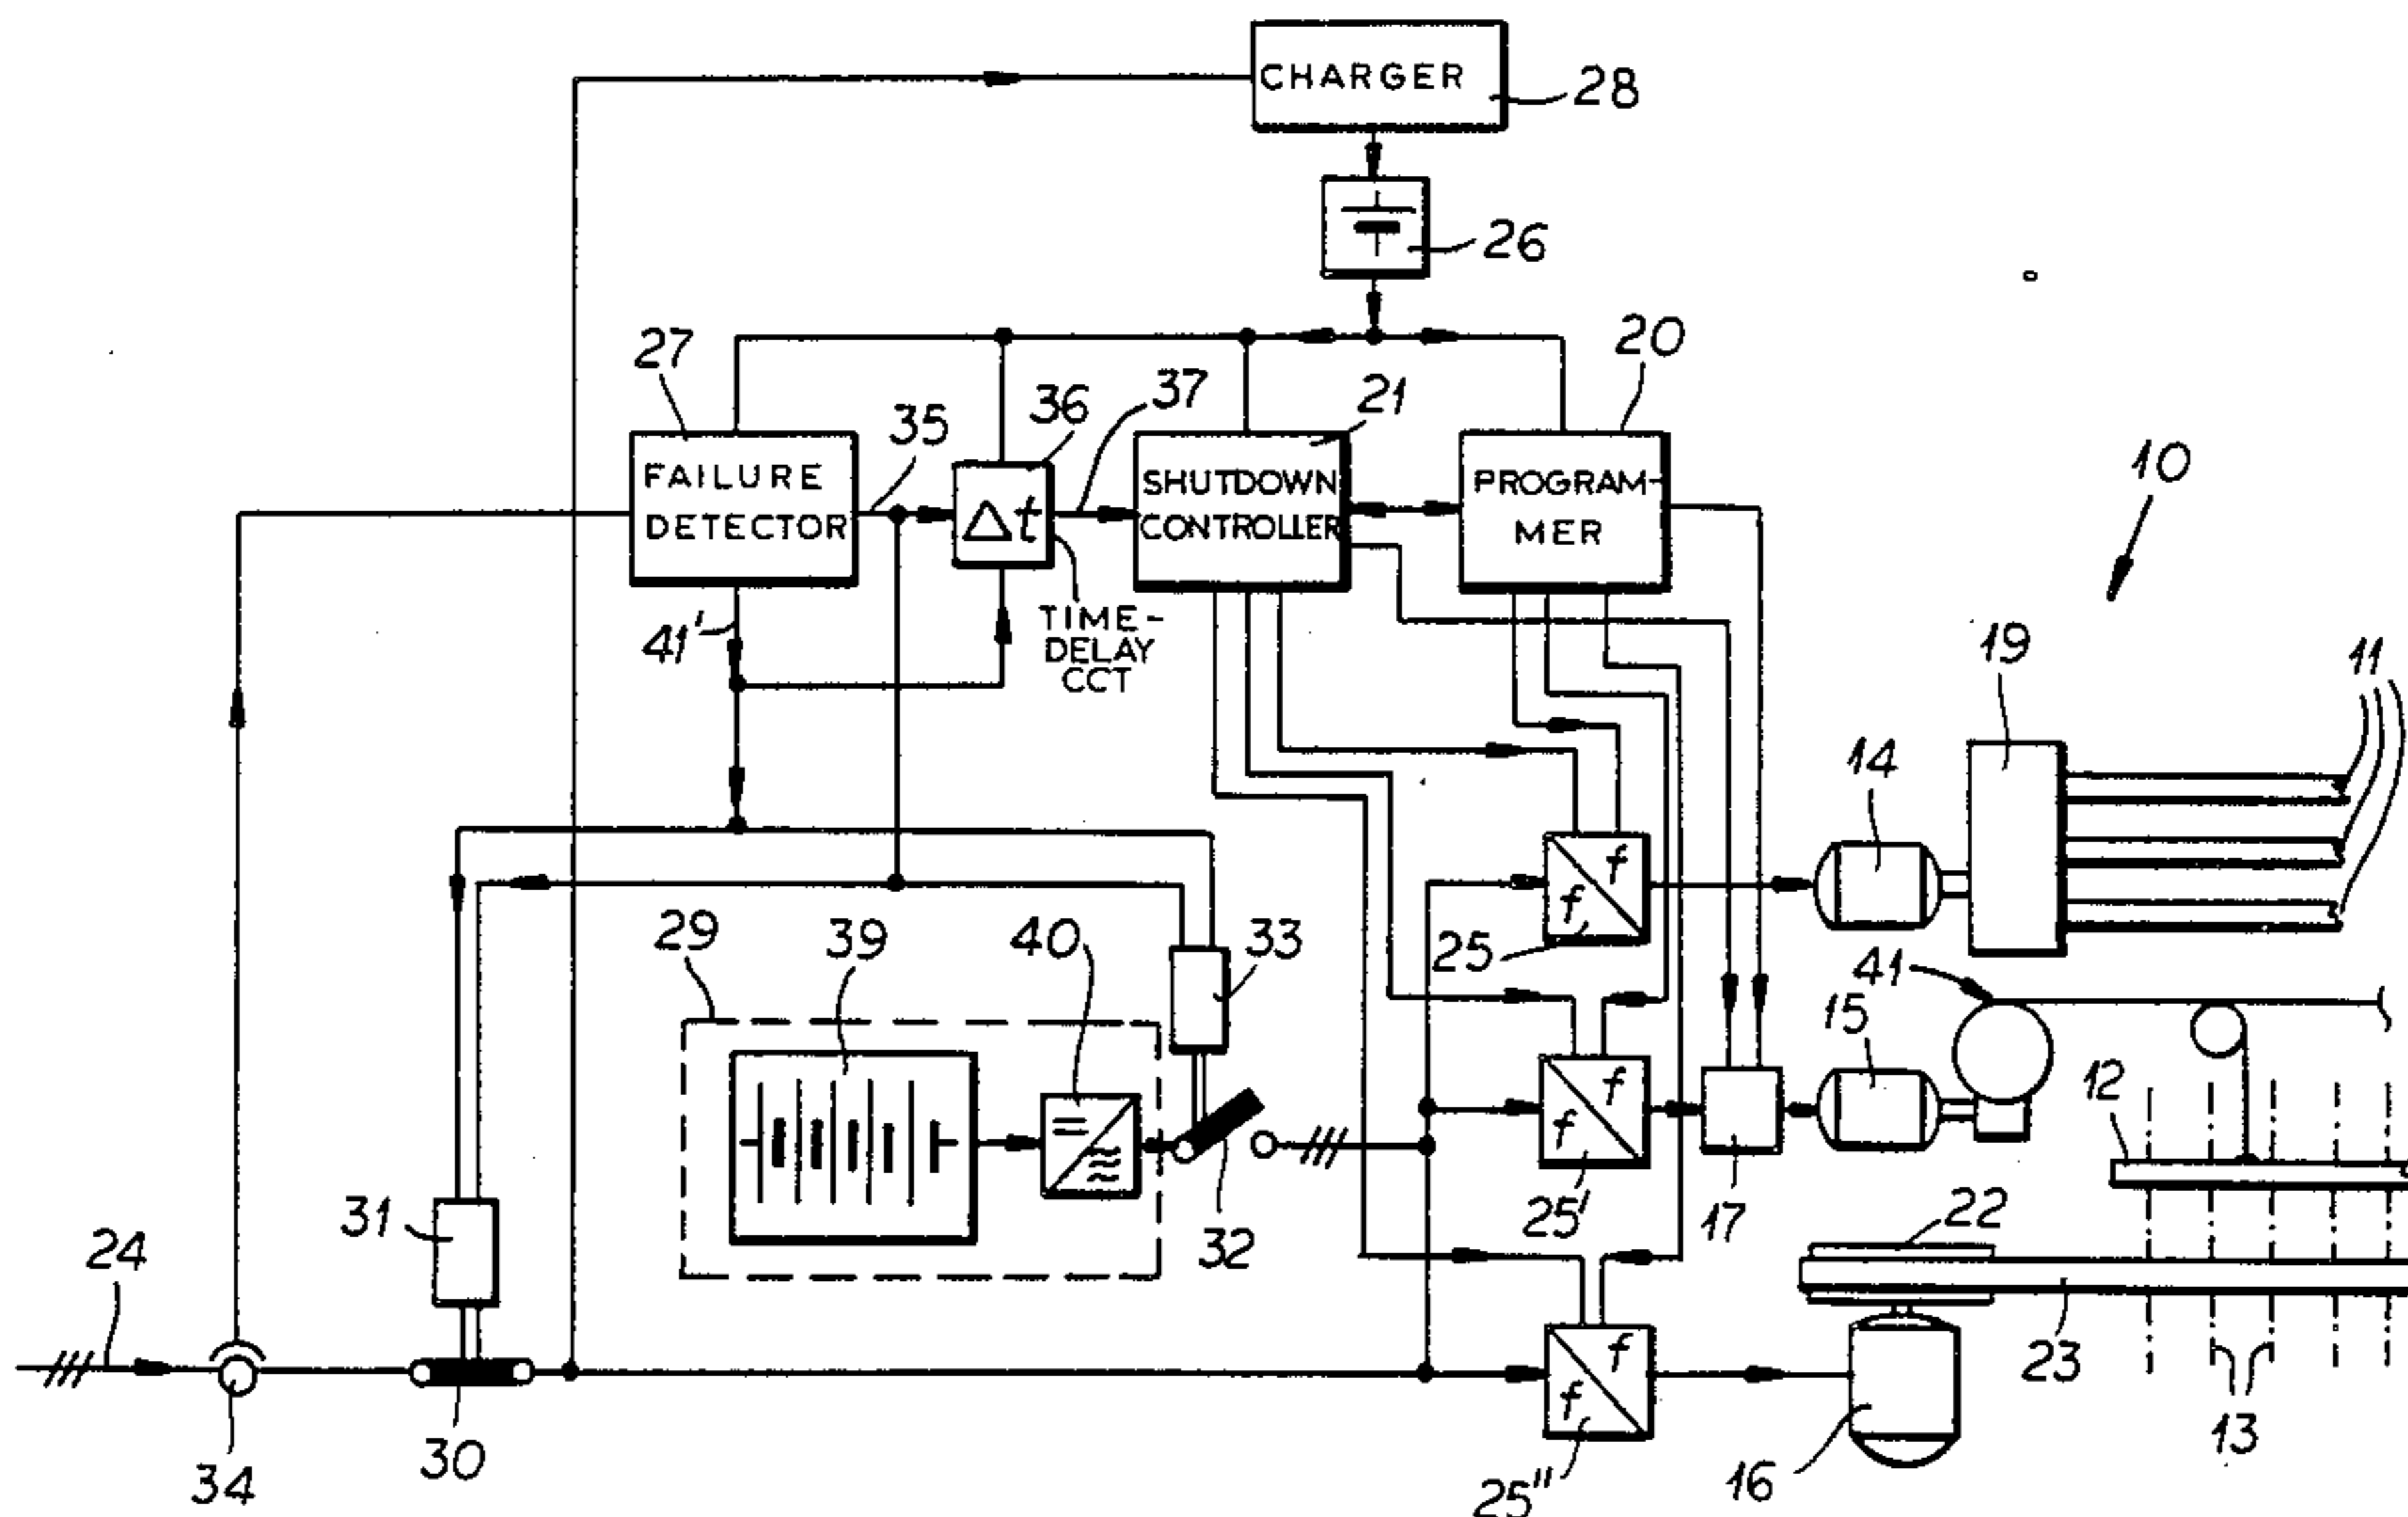 CHARGER
28
26
27
20
35
36
37
21
FAILURE
DETECTOR
Δt
SHUTDOWN
CONTROLLER
PROGRAM-
MER
10
41'
TIME-
DELAY
CCT
19
11
14
f
f
25
29
39
40
33
41
15
12
f
f
25'
17
31
32
22
24
23
f
f
25"
16
13
34
30